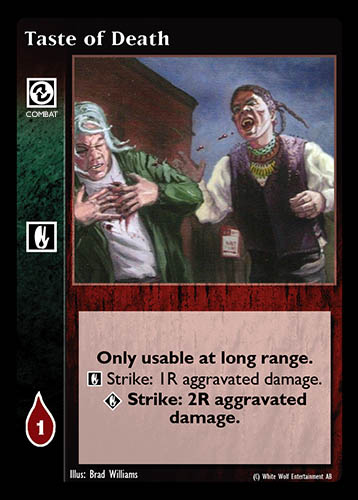 Taste of Death
COMBAT
Only usable at long range.
Strike: 1R aggravated damage.
Strike: 2R aggravated
damage.
1
Illus: Brad Williams
(C) White Wolf Entertainment AB